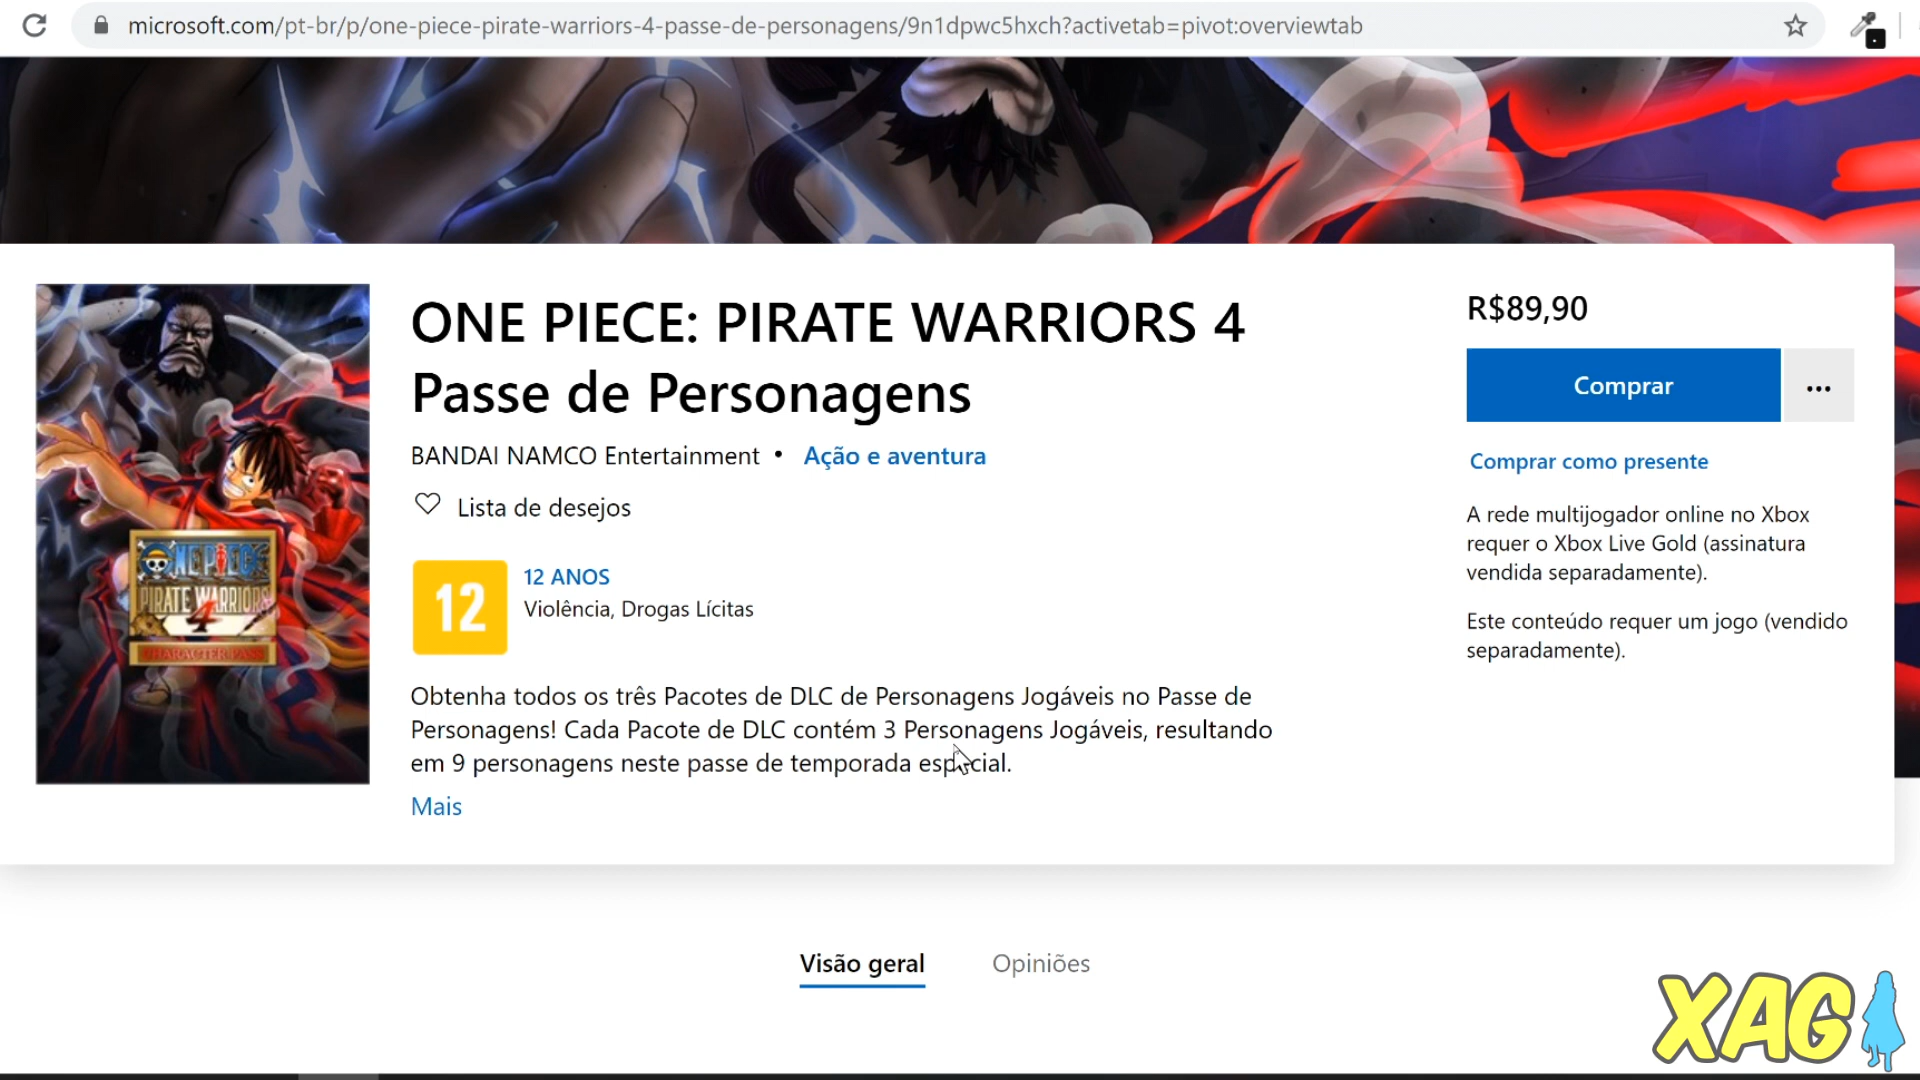 microsoft.com/pt-br/p/one-piece-pirate-warriors-4-passe-de-personagens/9n1dpwc5hxch?activetab=pivot:overviewtab
ONE PIECE
PIRATE WARRIORS
4
CHARACTER PASS
ONE PIECE: PIRATE WARRIORS 4
Passe de Personagens
BANDAI NAMCO Entertainment • Ação e aventura
Lista de desejos
12
12 ANOS
Violência, Drogas Lícitas
Obtenha todos os três Pacotes de DLC de Personagens Jogáveis no Passe de
Personagens! Cada Pacote de DLC contém 3 Personagens Jogáveis, resultando
em 9 personagens neste passe de temporada especial.
Mais
R$89,90
Comprar
...
Comprar como presente
A rede multijogador online no Xbox
requer o Xbox Live Gold (assinatura
vendida separadamente).
Este conteúdo requer um jogo (vendido
separadamente).
Visão geral
Opiniões
XAG